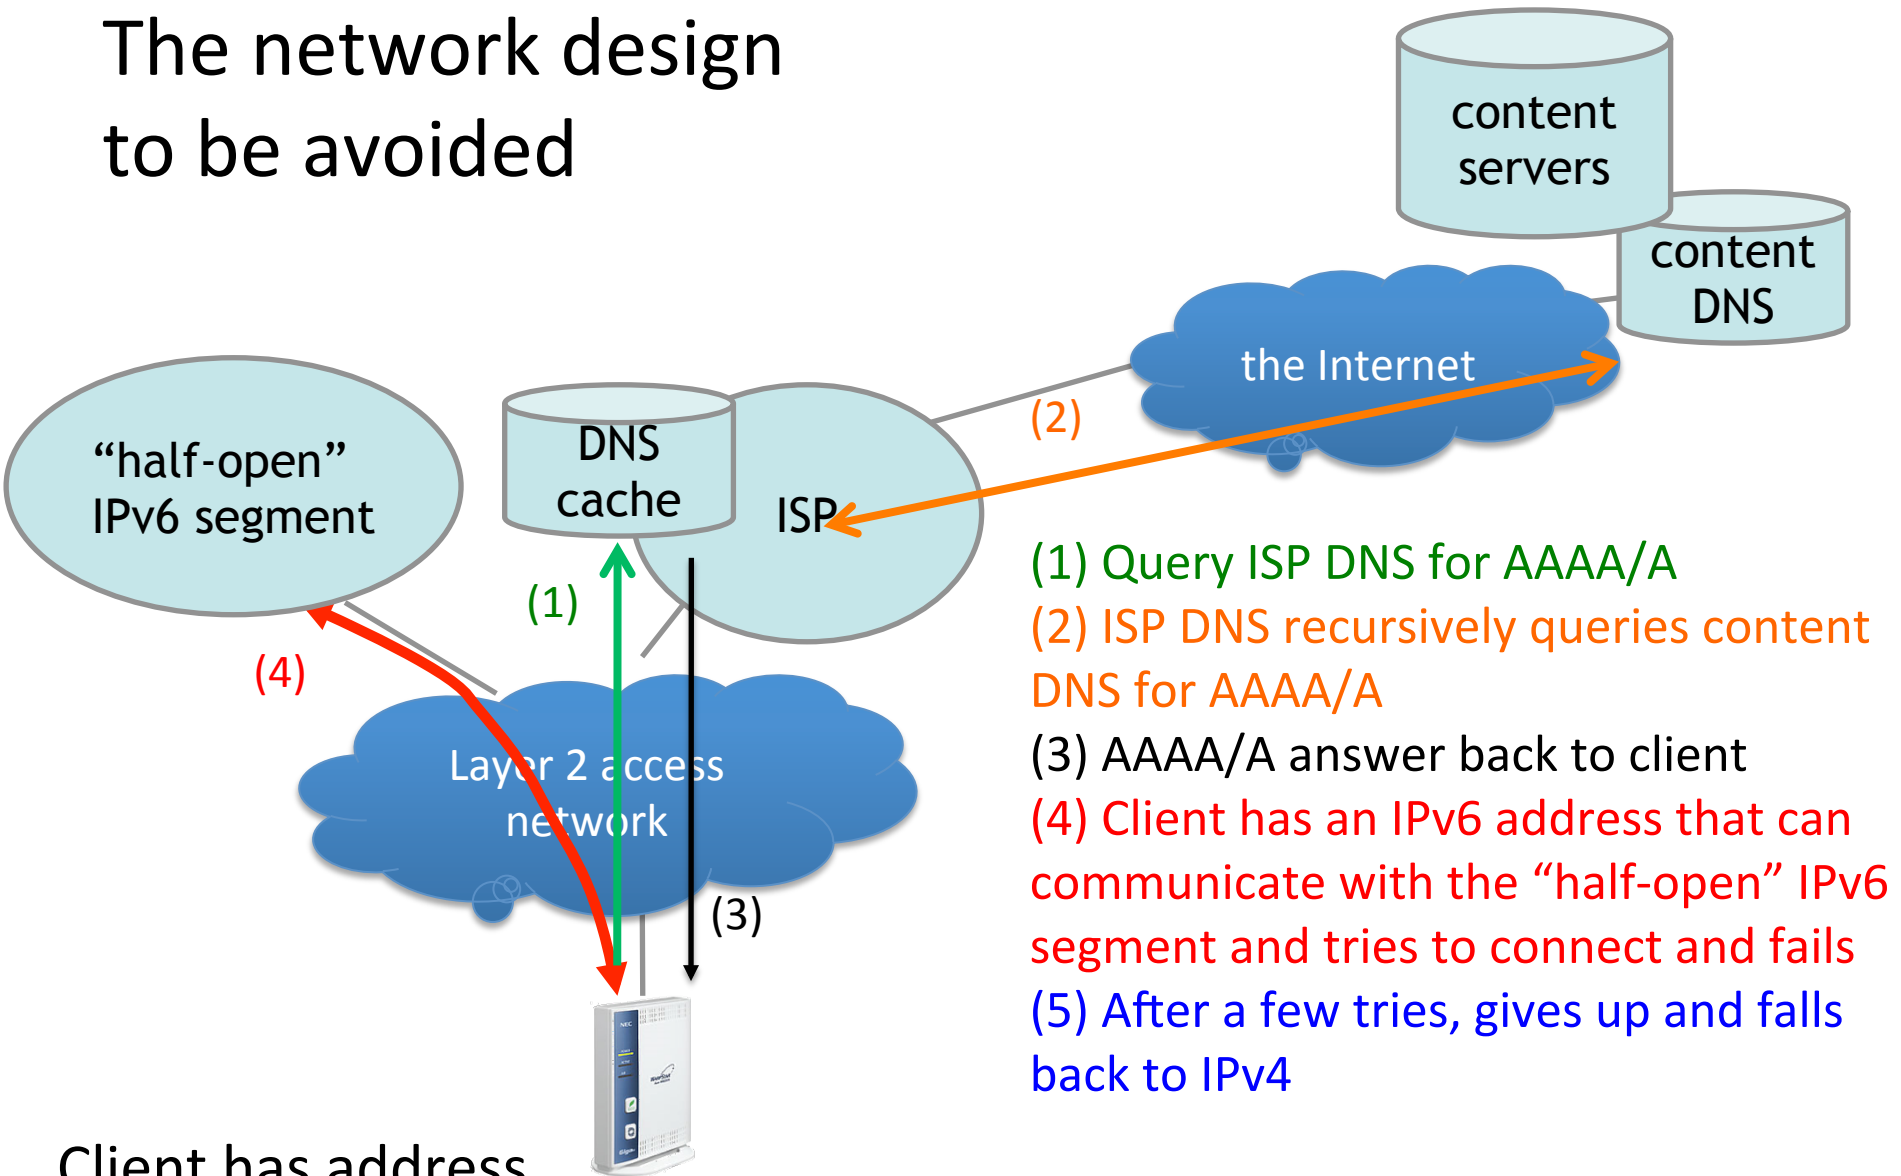 The network design
to be avoided
content
servers
content
DNS
the Internet
“half-open”
IPv6 segment
DNS
cache
ISP
(2)
(1)
(4)
Layer 2 access
network
(3)
(1) Query ISP DNS for AAAA/A
(2) ISP DNS recursively queries content
DNS for AAAA/A
(3) AAAA/A answer back to client
(4) Client has an IPv6 address that can
communicate with the “half-open” IPv6
segment and tries to connect and fails
(5) After a few tries, gives up and falls
back to IPv4
NEC
Client has address